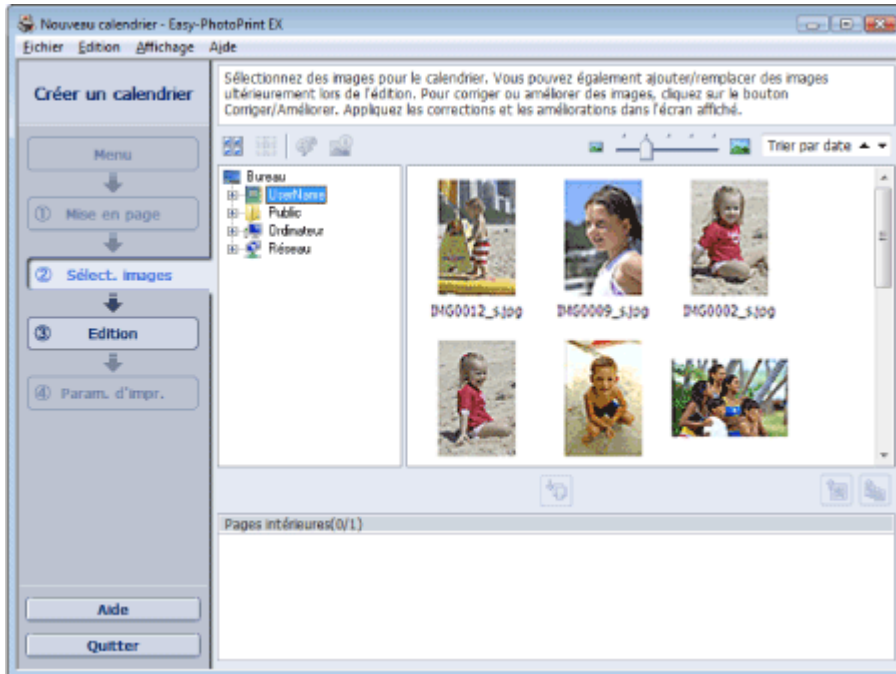 Nouveau calendrier - Easy-PhotoPrint EX
Fichier Edition Affichage Aide
Créer un calendrier
Sélectionnez des images pour le calendrier. Vous pouvez également ajouter/remplacer des images
ultérieurement lors de l'édition. Pour corriger ou améliorer des images, cliquez sur le bouton
Corriger/Améliorer. Appliquez les corrections et les améliorations dans l'écran affiché.
Menu
Trier par date
① Mise en page
② Sélect. images
③ Edition
④ Param. d'impr.
Bureau
UserName
Public
Ordinateur
Réseau
IMG0012_s.jpg IMG0009_s.jpg IMG0002_s.jpg
Pages intérieures(0/1)
Aide
Quitter